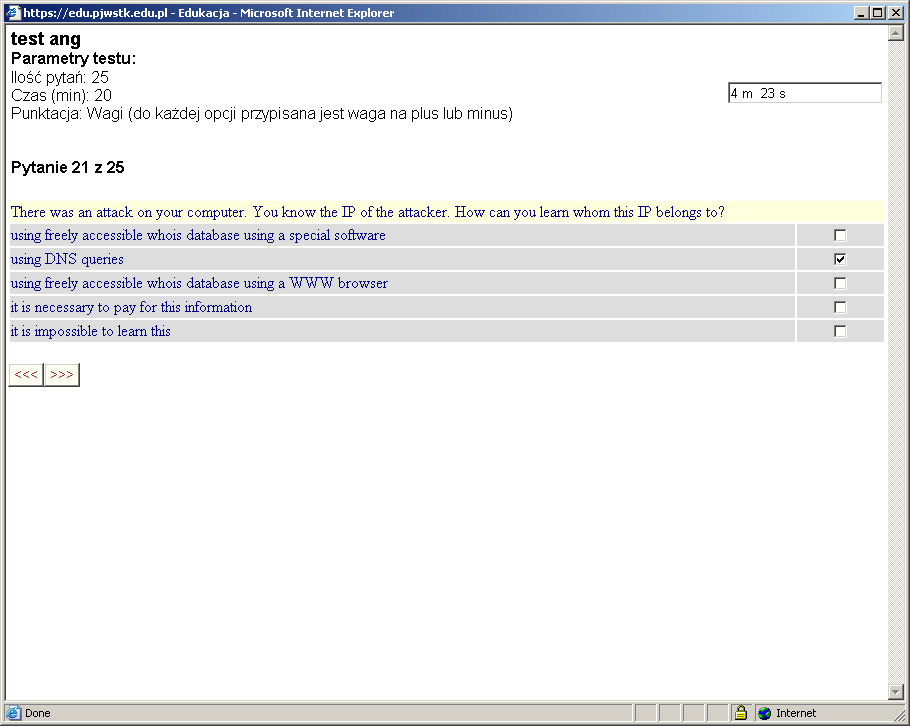 https://edu.pjwstk.edu.pl - Edukacja - Microsoft Internet Explorer
test ang
Parametry testu:
Ilość pytań: 25
Czas (min): 20
4 m 23 s
Punktacja: Wagi (do każdej opcji przypisana jest waga na plus lub minus)
Pytanie 21 z 25
There was an attack on your computer. You know the IP of the attacker. How can you learn whom this IP belongs to?
using freely accessible whois database using a special software
using DNS queries
using freely accessible whois database using a WWW browser
it is necessary to pay for this information
it is impossible to learn this
<<< >>>
Done Internet